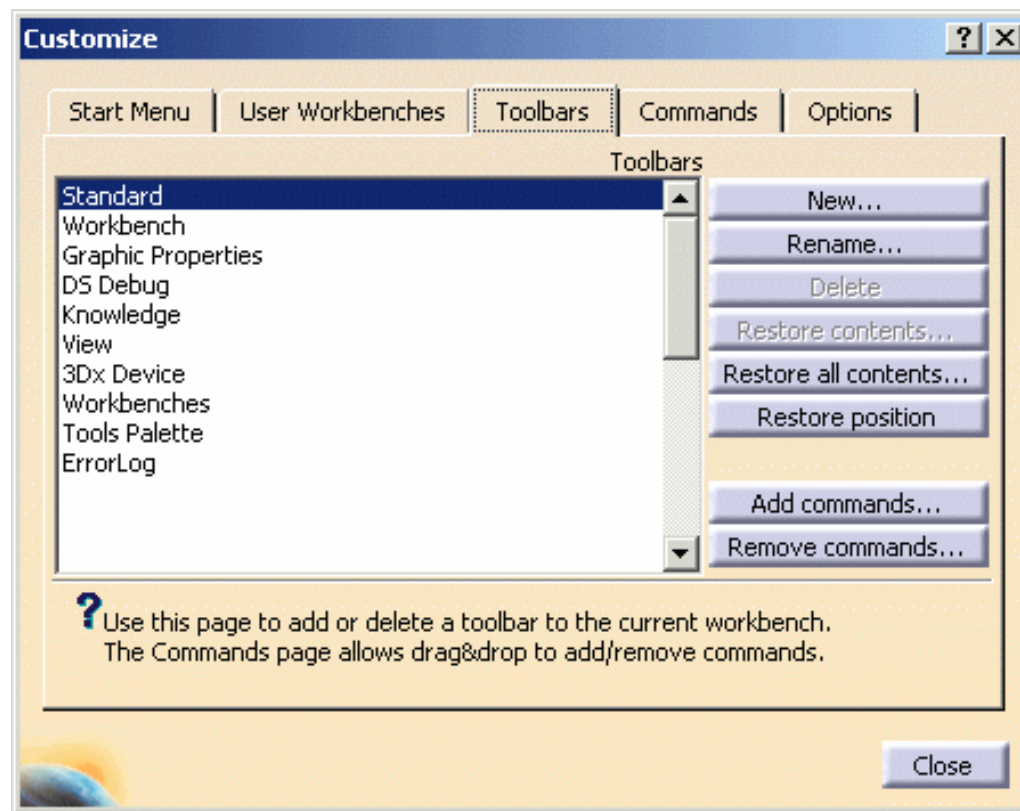 Customize
Start Menu
User Workbenches
Toolbars
Commands
Options
Toolbars
Standard
Workbench
Graphic Properties
DS Debug
Knowledge
View
3Dx Device
Workbenches
Tools Palette
ErrorLog
New...
Rename...
Delete
Restore contents...
Restore all contents...
Restore position
Add commands...
Remove commands...
Use this page to add or delete a toolbar to the current workbench.
The Commands page allows drag&drop to add/remove commands.
Close